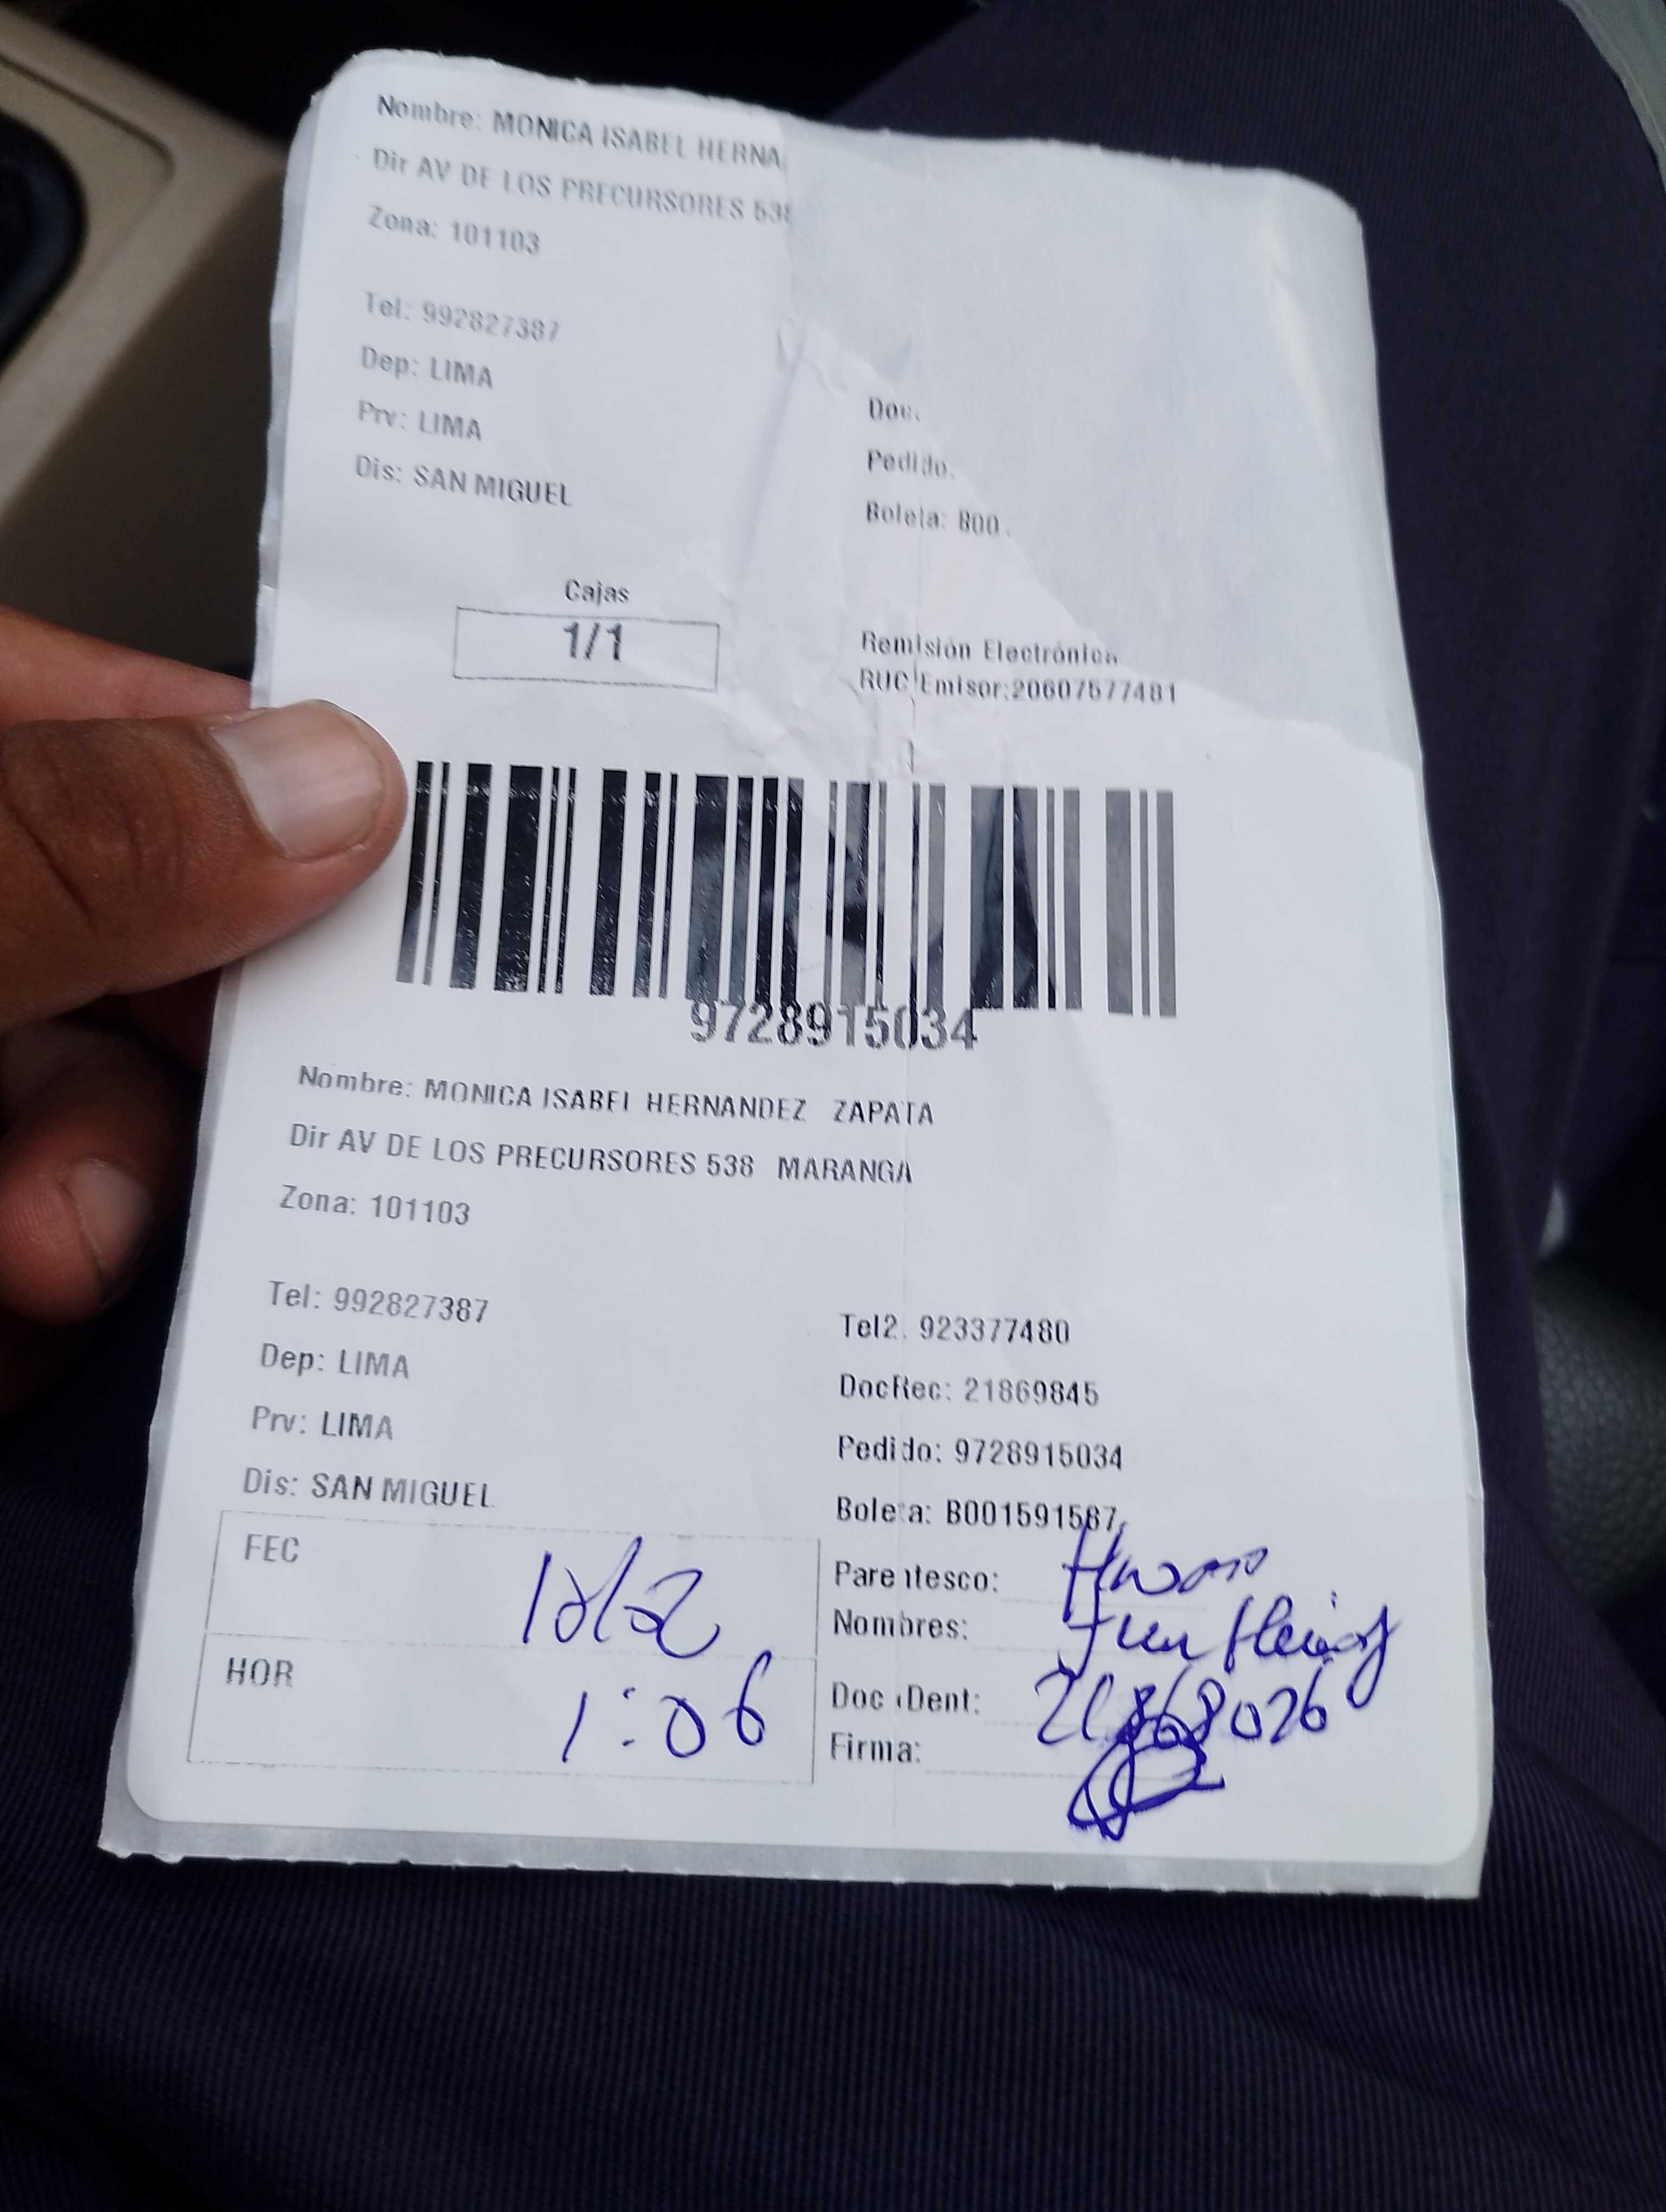 Nombre: MONICA ISABEL HERNA
Dir AV DE LOS PRECURSORES 538
Zona: 101103
Tel: 992827387
Dep: LIMA
Prv: LIMA
Dis: SAN MIGUEL
Doc.
Pedido.
Boleta: B00
Cajas
1/1
Remisión Electrónica
RUC Emisor:20607577481
9728915034
Nombre: MONICA ISABEL HERNANDEZ ZAPATA
Dir AV DE LOS PRECURSORES 538 MARANGA
Zona: 101103
Tel: 992827387
Dep: LIMA
Prv: LIMA
Dis: SAN MIGUEL
Tel2. 923377480
DocRec: 21869845
Pedido: 9728915034
Boleta: B001591587
FEC
HOR 1:06
Parentesco:
Nombres:
Doc iDent: 21868026
Firma: